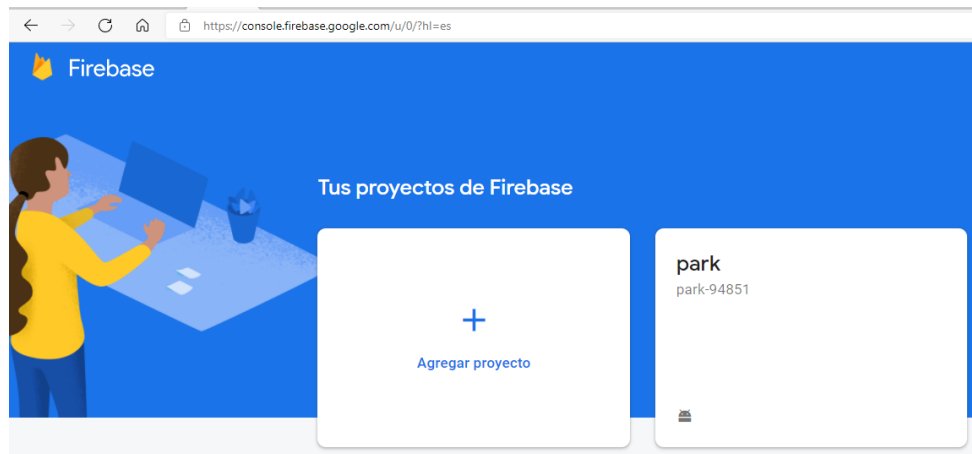 https://console.firebase.google.com/u/0/?hl=es
Firebase
Tus proyectos de Firebase
park
park-94851
Agregar proyecto